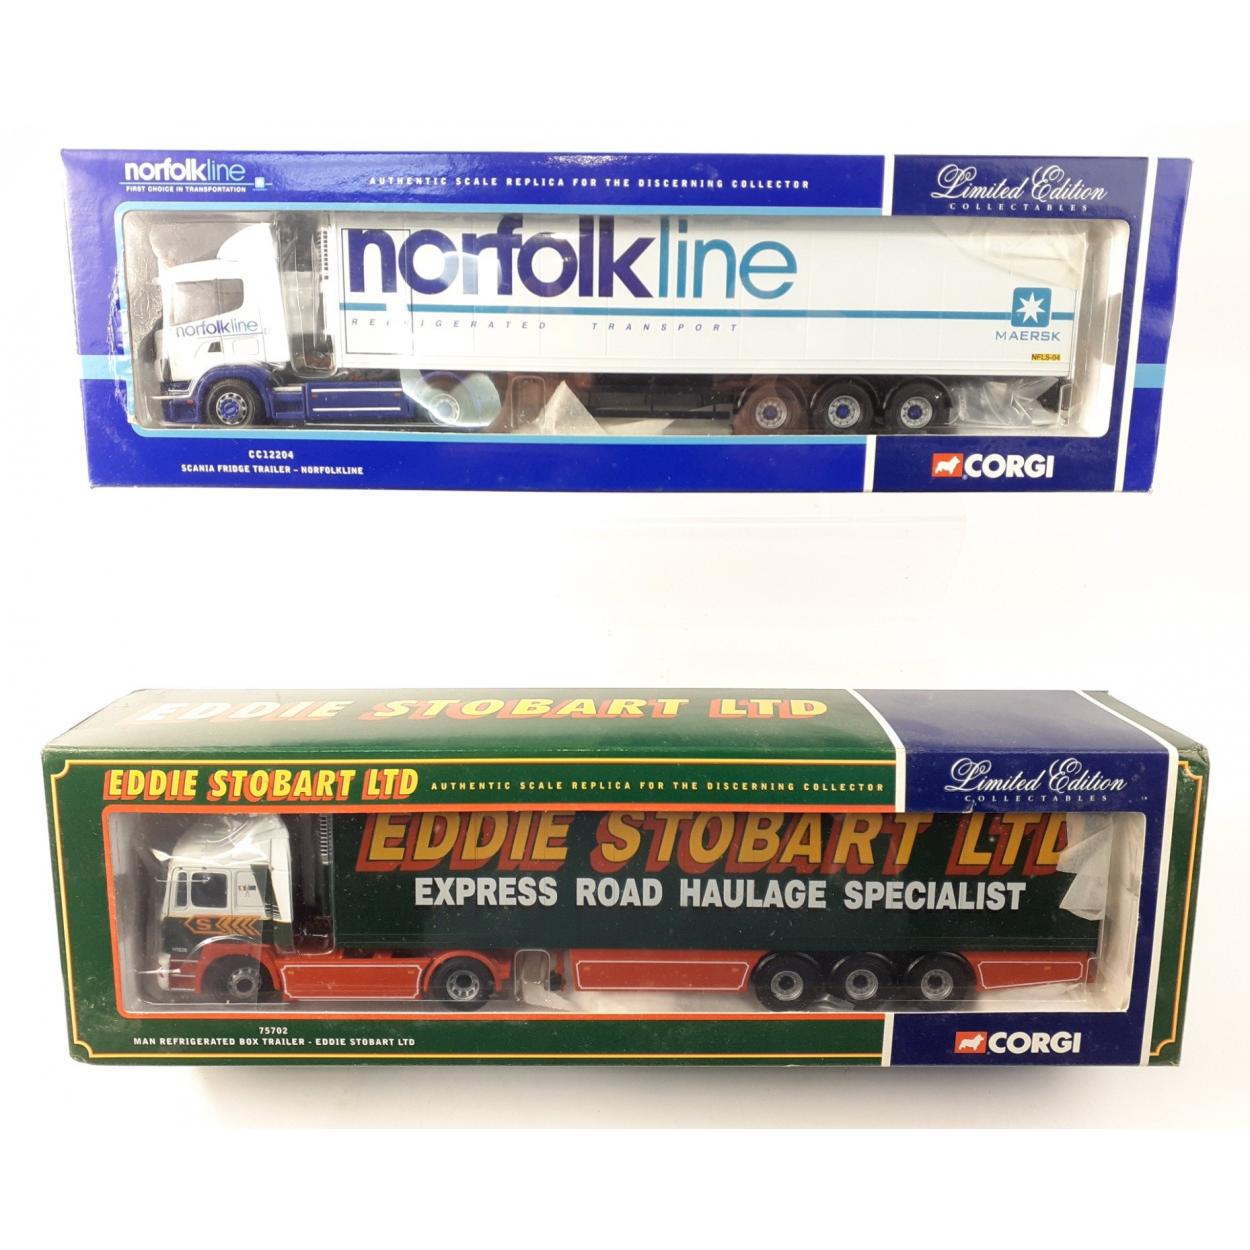 norfolkline
FIRST CHOICE IN TRANSPORTATION
AUTHENTIC SCALE REPLICA FOR THE DISCERNING COLLECTOR
Limited Edition
COLLECTABLES
norfolkline
REFRIGERATED TRANSPORT
norfolkline
MAERSK
NFLS-04
CC12204
SCANIA FRIDGE TRAILER – NORFOLKLINE
CORGI
EDDIE STOBART LTD
EDDIE STOBART LTD
AUTHENTIC SCALE REPLICA FOR THE DISCERNING COLLECTOR
Limited Edition
COLLECTABLES
EDDIE STOBART LTD
EXPRESS ROAD HAULAGE SPECIALIST
S
75702
MAN REFRIGERATED BOX TRAILER - EDDIE STOBART LTD
CORGI